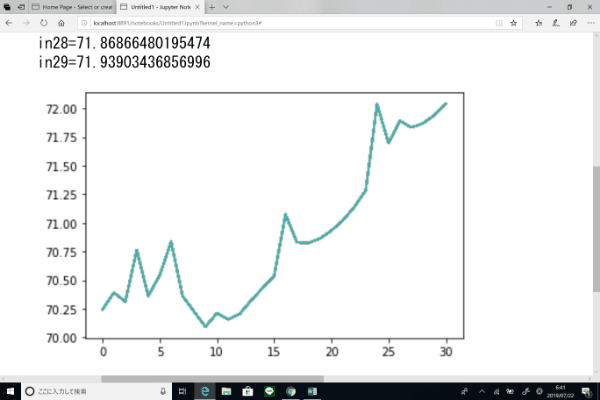 Home Page - Select or creat
Untitled1 - Jupyter Note
localhost:8891/notebooks/Untitled1.ipynb?kernel_name=python3#
in28=71.86866480195474
in29=71.93903436856996
72.00
71.75
71.50
71.25
71.00
70.75
70.50
70.25
70.00
0 5 10 15 20 25 30
ここに入力して検索
6:41
2019/07/02